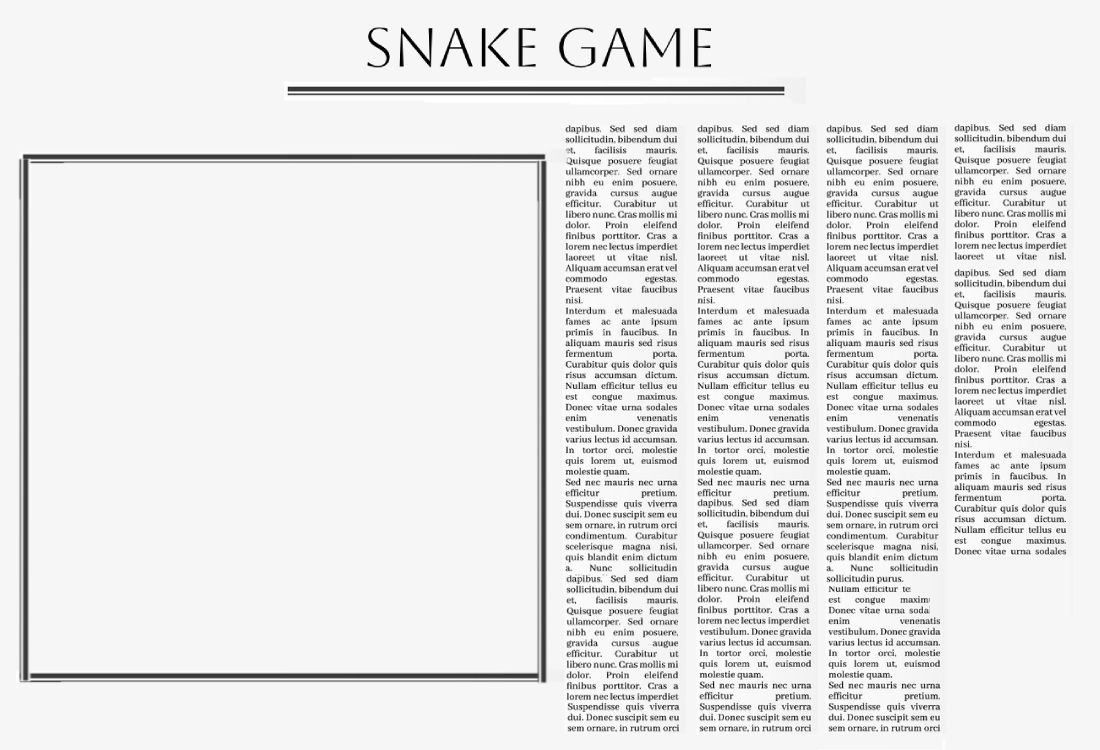 SNAKE GAME
dapibus. Sed sed diam
sollicitudin, bibendum dui
et, facilisis mauris.
Quisque posuere feugiat
ullamcorper. Sed ornare
nibh eu enim posuere,
gravida cursus augue
efficitur. Curabitur ut
libero nunc. Cras mollis mi
dolor. Proin eleifend
finibus porttitor. Cras a
lorem nec lectus imperdiet
laoreet ut vitae nisl.
Aliquam accumsan erat vel
commodo egestas.
Praesent vitae faucibus
nisi.
Interdum et malesuada
fames ac ante ipsum
primis in faucibus. In
aliquam mauris sed risus
fermentum porta.
Curabitur quis dolor quis
risus accumsan dictum.
Nullam efficitur tellus eu
est congue maximus.
Donec vitae urna sodales
enim venenatis
vestibulum. Donec gravida
varius lectus id accumsan.
In tortor orci, molestie
quis lorem ut, euismod
molestie quam.
Sed nec mauris nec urna
efficitur pretium.
Suspendisse quis viverra
dui. Donec suscipit sem eu
sem ornare, in rutrum orci
condimentum. Curabitur
scelerisque magna nisi,
quis blandit enim dictum
a. Nunc sollicitudin
dapibus. Sed sed diam
sollicitudin, bibendum dui
et, facilisis mauris.
Quisque posuere feugiat
ullamcorper. Sed ornare
nibh eu enim posuere,
gravida cursus augue
efficitur. Curabitur ut
libero nunc. Cras mollis mi
dolor. Proin eleifend
finibus porttitor. Cras a
lorem nec lectus imperdiet
Suspendisse quis viverra
dui. Donec suscipit sem eu
sem ornare, in rutrum orci
dapibus. Sed sed diam
sollicitudin, bibendum dui
et, facilisis mauris.
Quisque posuere feugiat
ullamcorper. Sed ornare
nibh eu enim posuere,
gravida cursus augue
efficitur. Curabitur ut
libero nunc. Cras mollis mi
dolor. Proin eleifend
finibus porttitor. Cras a
lorem nec lectus imperdiet
laoreet ut vitae nisl.
Aliquam accumsan erat vel
commodo egestas.
Praesent vitae faucibus
nisi.
Interdum et malesuada
fames ac ante ipsum
primis in faucibus. In
aliquam mauris sed risus
fermentum porta.
Curabitur quis dolor quis
risus accumsan dictum.
Nullam efficitur tellus eu
est congue maximus.
Donec vitae urna sodales
enim venenatis
vestibulum. Donec gravida
varius lectus id accumsan.
In tortor orci, molestie
quis lorem ut, euismod
molestie quam.
Sed nec mauris nec urna
efficitur pretium.
dapibus. Sed sed diam
sollicitudin, bibendum dui
et, facilisis mauris.
Quisque posuere feugiat
ullamcorper. Sed ornare
nibh eu enim posuere,
gravida cursus augue
efficitur. Curabitur ut
libero nunc. Cras mollis mi
dolor. Proin eleifend
finibus porttitor. Cras a
lorem nec lectus imperdiet
vestibulum. Donec gravida
varius lectus id accumsan.
In tortor orci, molestie
quis lorem ut, euismod
molestie quam.
Sed nec mauris nec urna
efficitur pretium.
Suspendisse quis viverra
dui. Donec suscipit sem eu
sem ornare, in rutrum orci
dapibus. Sed sed diam
sollicitudin, bibendum dui
et, facilisis mauris.
Quisque posuere feugiat
ullamcorper. Sed ornare
nibh eu enim posuere,
gravida cursus augue
efficitur. Curabitur ut
libero nunc. Cras mollis mi
dolor. Proin eleifend
finibus porttitor. Cras a
lorem nec lectus imperdiet
laoreet ut vitae nisl.
Aliquam accumsan erat vel
commodo egestas.
Praesent vitae faucibus
nisi.
Interdum et malesuada
fames ac ante ipsum
primis in faucibus. In
aliquam mauris sed risus
fermentum porta.
Curabitur quis dolor quis
risus accumsan dictum.
Nullam efficitur tellus eu
est congue maximus.
Donec vitae urna sodales
enim venenatis
vestibulum. Donec gravida
varius lectus id accumsan.
In tortor orci, molestie
quis lorem ut, euismod
molestie quam.
Sed nec mauris nec urna
efficitur pretium.
Suspendisse quis viverra
dui. Donec suscipit sem eu
sem ornare, in rutrum orci
condimentum. Curabitur
scelerisque magna nisi,
quis blandit enim dictum
a. Nunc sollicitudin
sollicitudin purus.
Nullam efficitur te
est congue maxim
Donec vitae urna sodal
enim venenatis
vestibulum. Donec gravida
varius lectus id accumsan.
In tortor orci, molestie
quis lorem ut, euismod
molestie quam.
Sed nec mauris nec urna
efficitur pretium.
Suspendisse quis viverra
dui. Donec suscipit sem eu
sem ornare, in rutrum orci
dapibus. Sed sed diam
sollicitudin, bibendum dui
et, facilisis mauris.
Quisque posuere feugiat
ullamcorper. Sed ornare
nibh eu enim posuere,
gravida cursus augue
efficitur. Curabitur ut
libero nunc. Cras mollis mi
dolor. Proin eleifend
finibus porttitor. Cras a
lorem nec lectus imperdiet
laoreet ut vitae nisl.
dapibus. Sed sed diam
sollicitudin, bibendum dui
et, facilisis mauris.
Quisque posuere feugiat
ullamcorper. Sed ornare
nibh eu enim posuere,
gravida cursus augue
efficitur. Curabitur ut
libero nunc. Cras mollis mi
dolor. Proin eleifend
finibus porttitor. Cras a
lorem nec lectus imperdiet
laoreet ut vitae nisl.
Aliquam accumsan erat vel
commodo egestas.
Praesent vitae faucibus
nisi.
Interdum et malesuada
fames ac ante ipsum
primis in faucibus. In
aliquam mauris sed risus
fermentum porta.
Curabitur quis dolor quis
risus accumsan dictum.
Nullam efficitur tellus eu
est congue maximus.
Donec vitae urna sodales